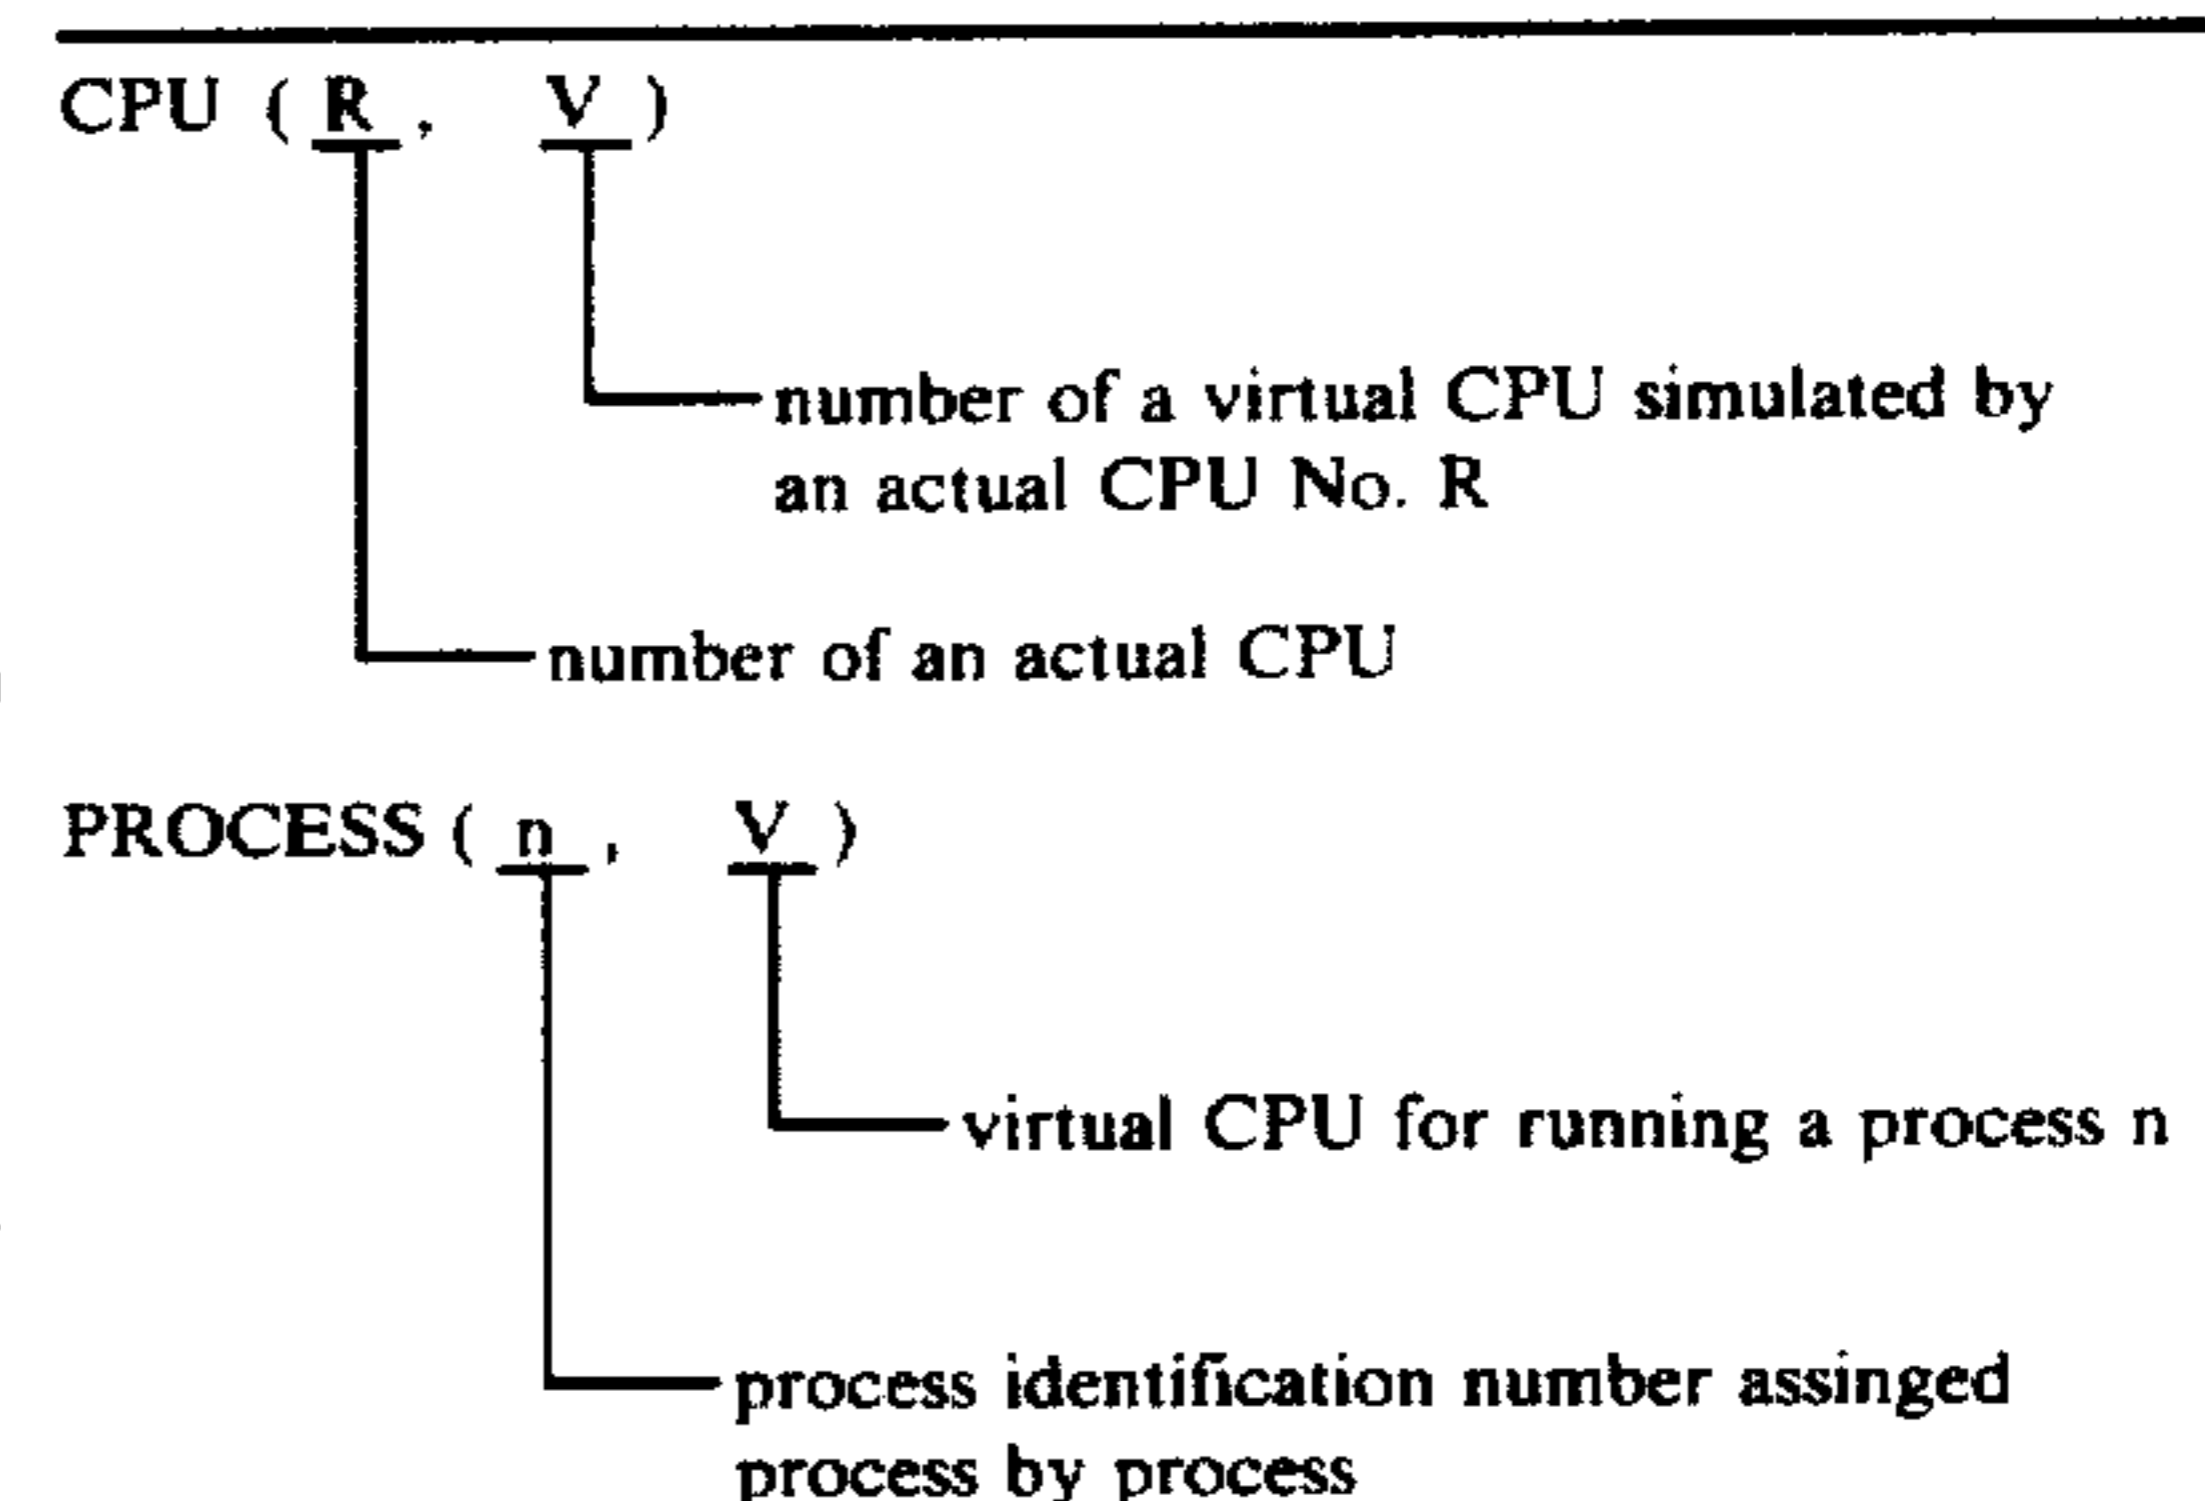 CPU ( R , V )
number of a virtual CPU simulated by
an actual CPU No. R
number of an actual CPU
PROCESS ( n , V )
virtual CPU for running a process n
process identification number assinged
process by process